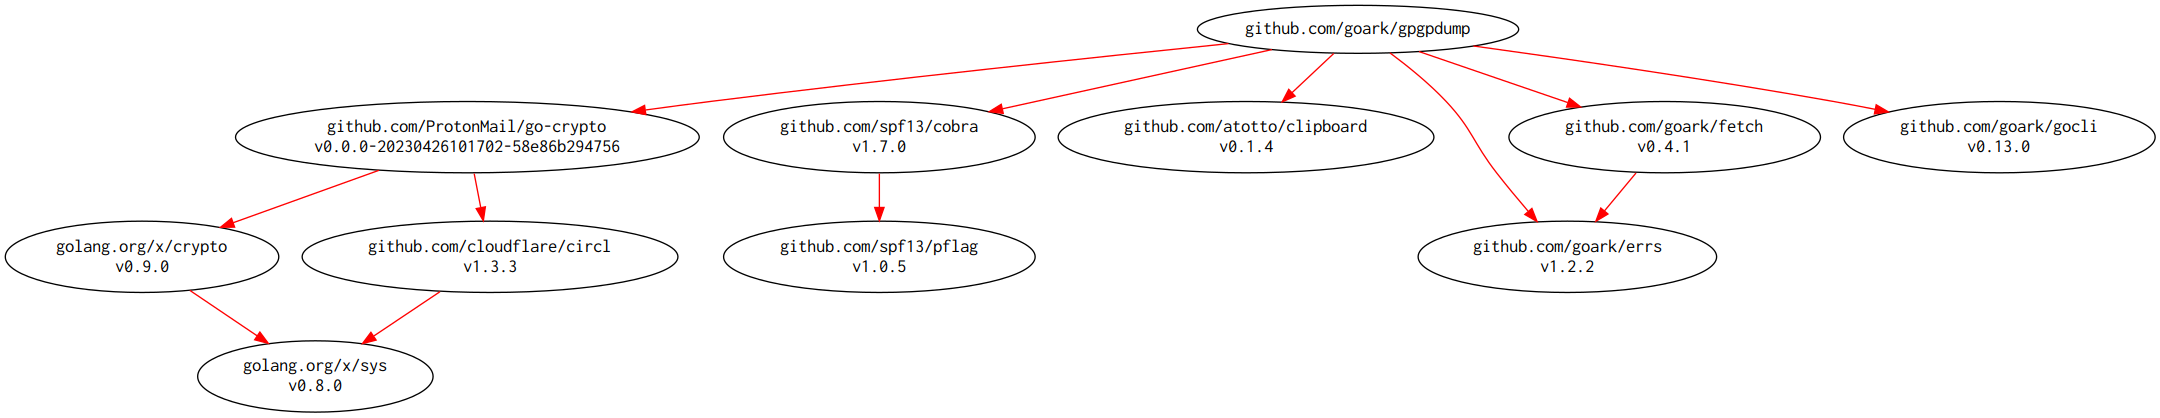 github.com/goark/gpgpdump
github.com/ProtonMail/go-crypto
v0.0.0-20230426101702-58e86b294756
github.com/spf13/cobra
v1.7.0
github.com/atotto/clipboard
v0.1.4
github.com/goark/fetch
v0.4.1
github.com/goark/gocli
v0.13.0
golang.org/x/crypto
v0.9.0
github.com/cloudflare/circl
v1.3.3
github.com/spf13/pflag
v1.0.5
github.com/goark/errs
v1.2.2
golang.org/x/sys
v0.8.0